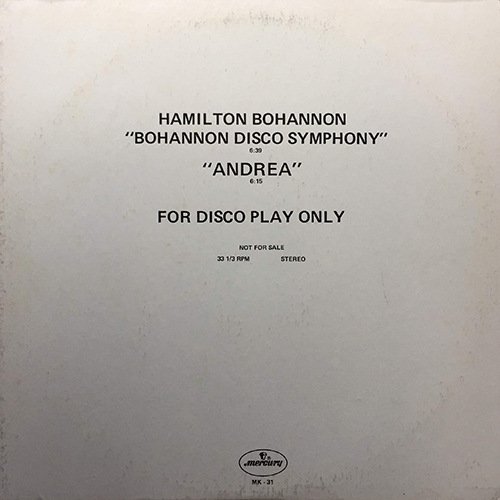 HAMILTON BOHANNON
"BOHANNON DISCO SYMPHONY"
6:39
"ANDREA"
6:15
FOR DISCO PLAY ONLY
NOT FOR SALE
33 1/3 RPM STEREO
mercury
MK - 31